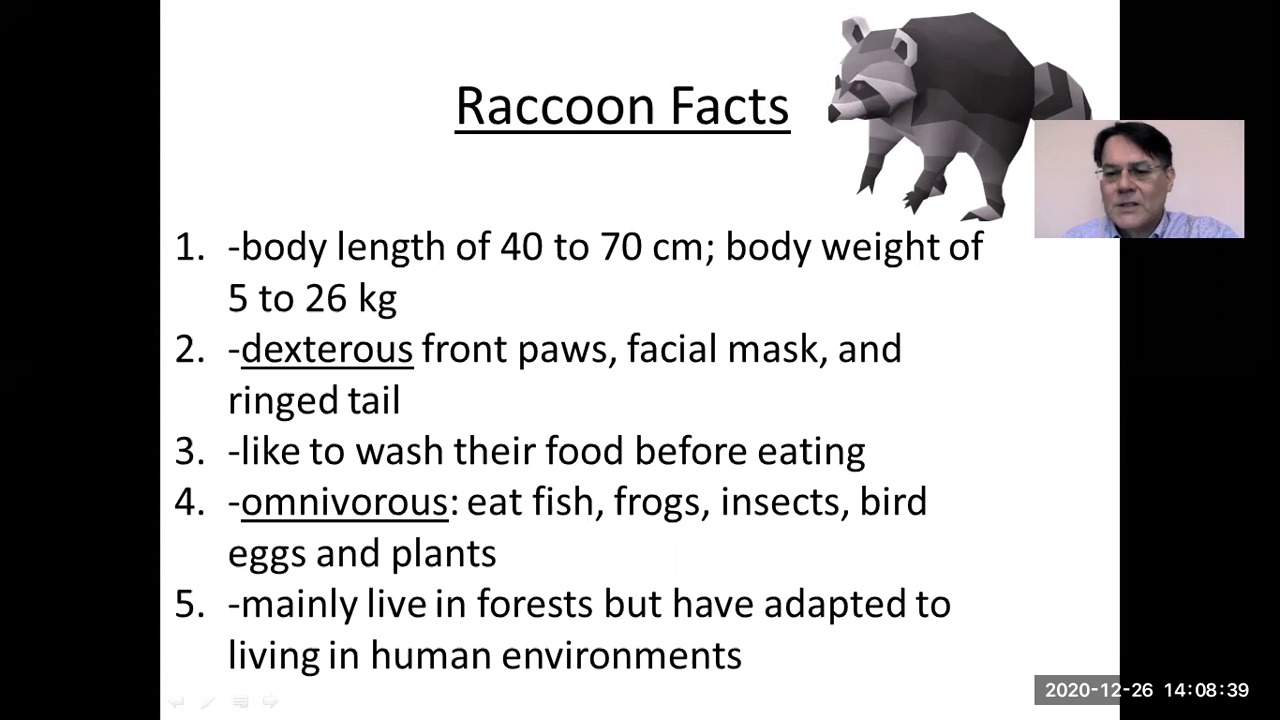 Raccoon Facts
1. -body length of 40 to 70 cm; body weight of
5 to 26 kg
2. -dexterous front paws, facial mask, and
ringed tail
3. -like to wash their food before eating
4. -omnivorous: eat fish, frogs, insects, bird
eggs and plants
5. -mainly live in forests but have adapted to
living in human environments
2020-12-26 14:08:39